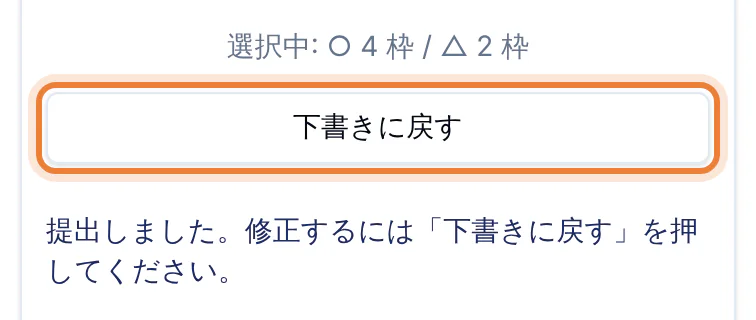 選択中: ○ 4 枠 / △ 2 枠
下書きに戻す
提出しました。修正するには「下書きに戻す」を押
してください。